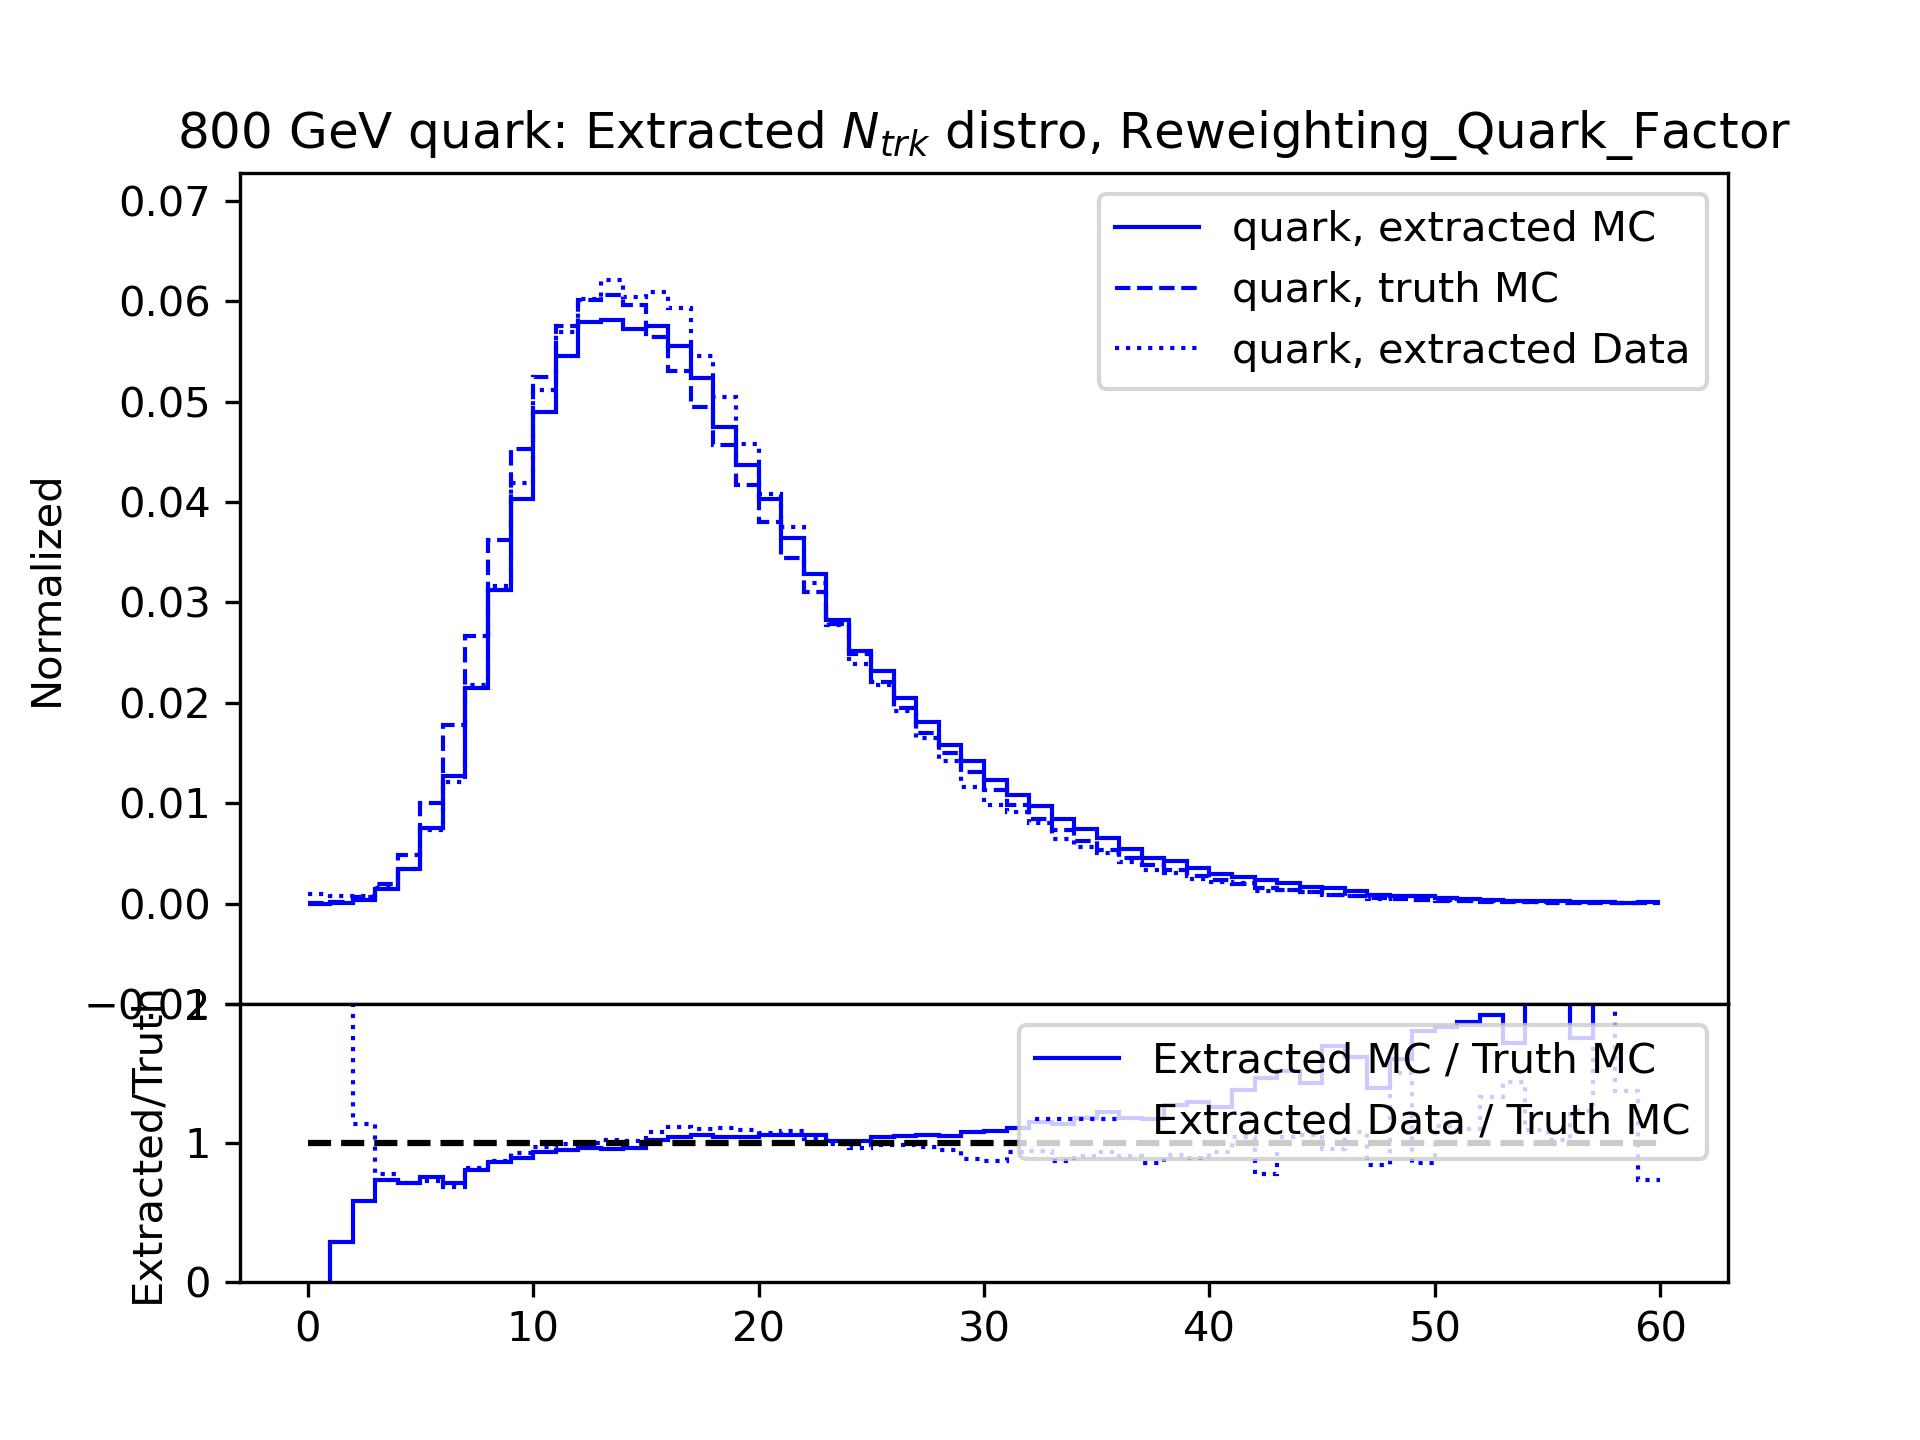 800 GeV quark: Extracted N_trk distro, Reweighting_Quark_Factor
0.07
0.06
0.05
0.04
0.03
0.02
0.01
0.00
−0.01
Normalized
quark, extracted MC
quark, truth MC
quark, extracted Data
2
1
0
Extracted/Truth
Extracted MC / Truth MC
Extracted Data / Truth MC
0 10 20 30 40 50 60